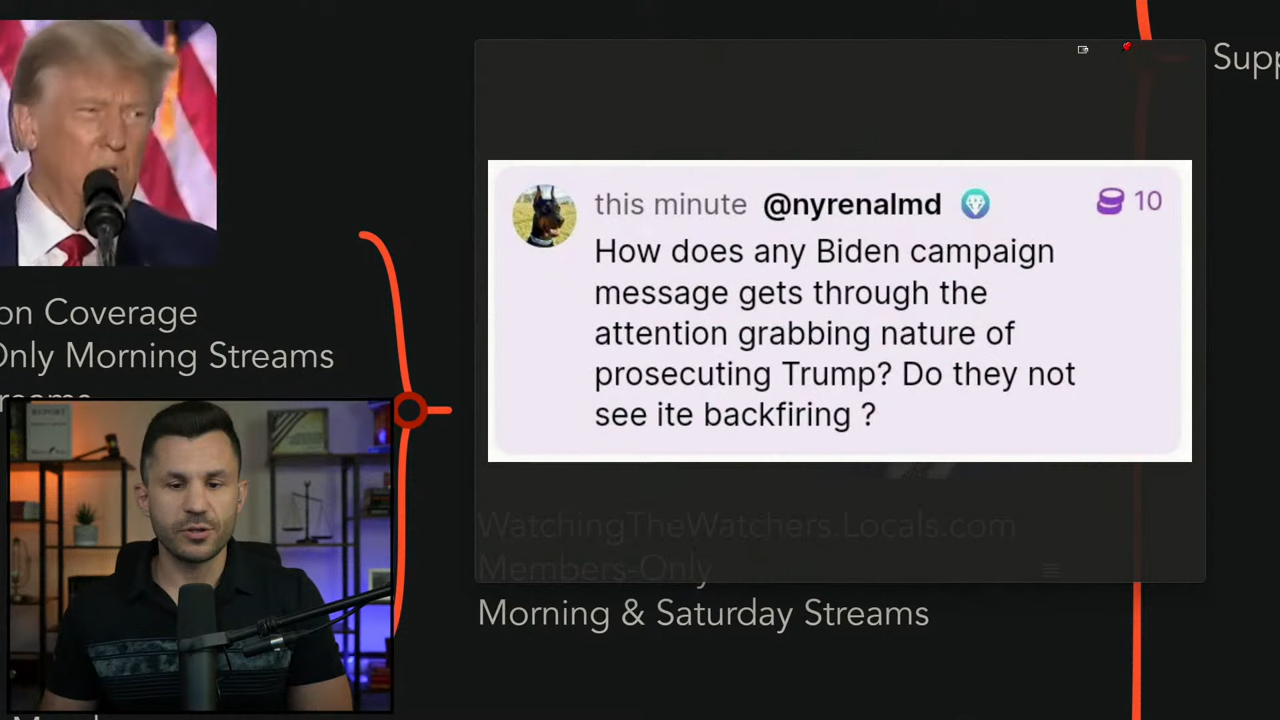 Supp
this minute @nyrenalmd 10
How does any Biden campaign
message gets through the
attention grabbing nature of
prosecuting Trump? Do they not
see ite backfiring ?
on Coverage
Only Morning Streams
WatchingTheWatchers.Locals.com
Members-Only
Morning & Saturday Streams